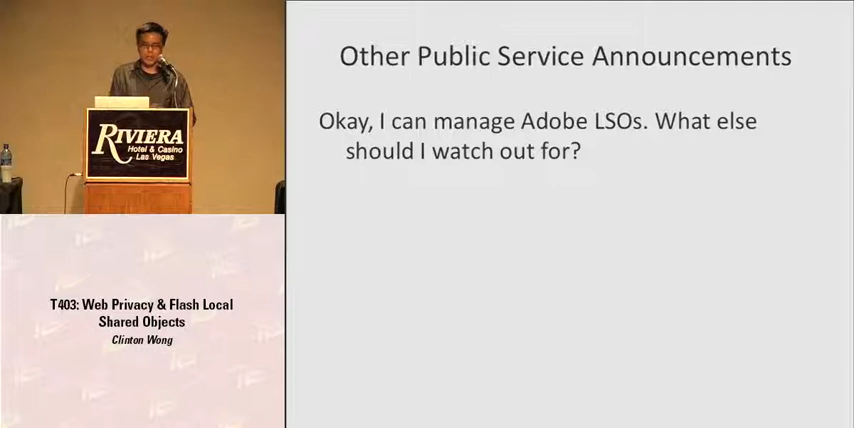 RIVIERA
Hotel & Casino
Las Vegas
T403: Web Privacy & Flash Local
Shared Objects
Clinton Wong
Other Public Service Announcements
Okay, I can manage Adobe LSOs. What else
should I watch out for?